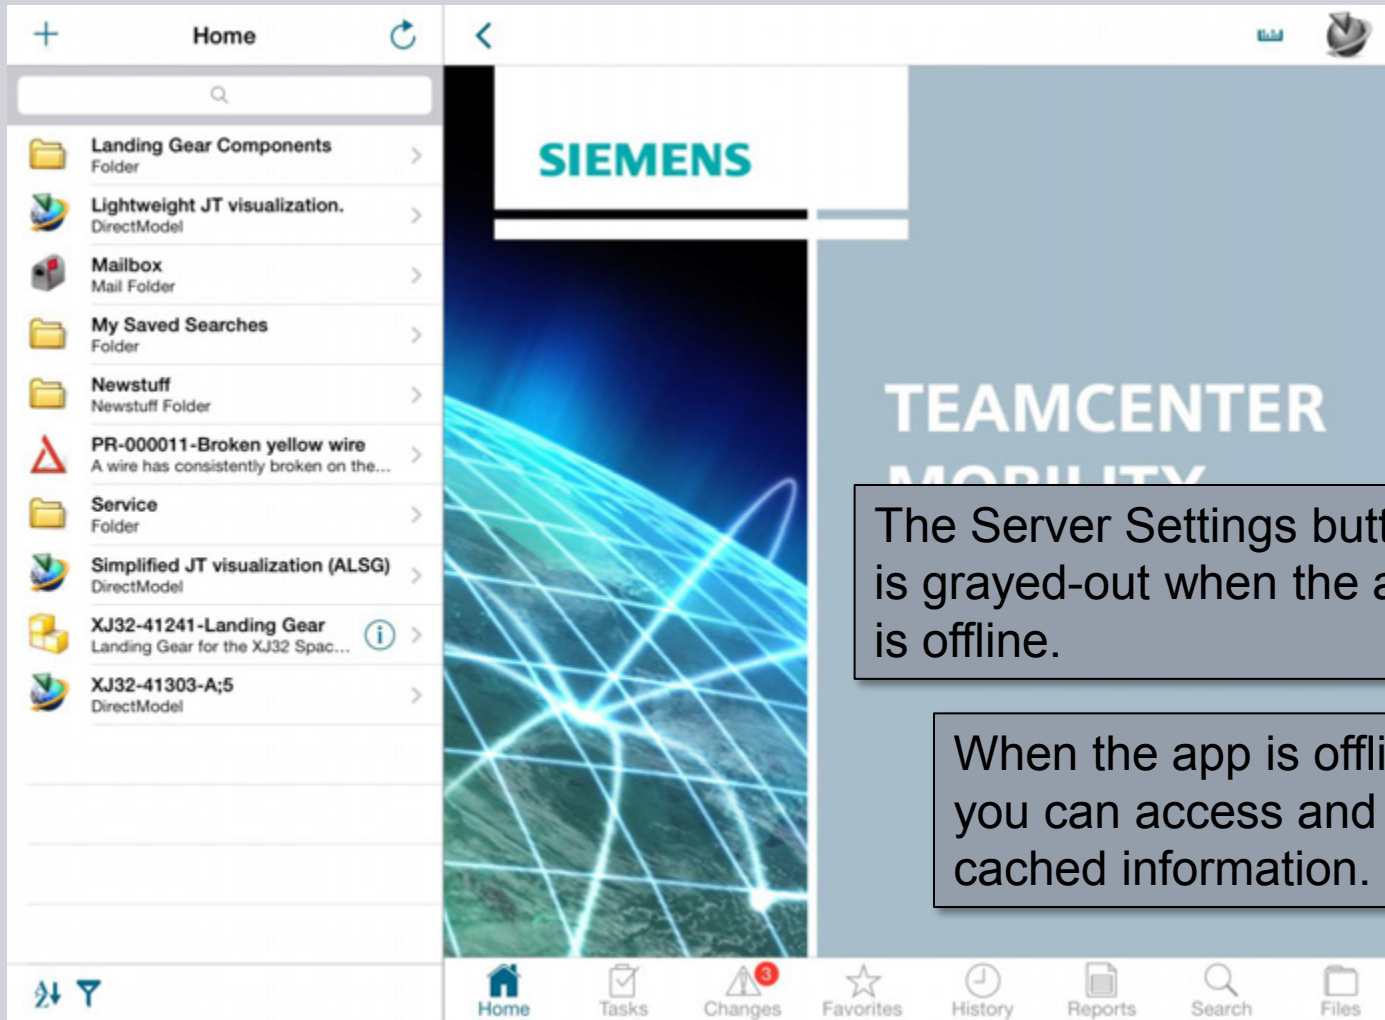 Home
Landing Gear Components
Folder
Lightweight JT visualization.
DirectModel
Mailbox
Mail Folder
My Saved Searches
Folder
Newstuff
Newstuff Folder
PR-000011-Broken yellow wire
A wire has consistently broken on the...
Service
Folder
Simplified JT visualization (ALSG)
DirectModel
XJ32-41241-Landing Gear
Landing Gear for the XJ32 Spac...
XJ32-41303-A;5
DirectModel
SIEMENS
TEAMCENTER
MOBILITY
The Server Settings butt
is grayed-out when the a
is offline.
When the app is offli
you can access and
cached information.
3
Home
Tasks
Changes
Favorites
History
Reports
Search
Files